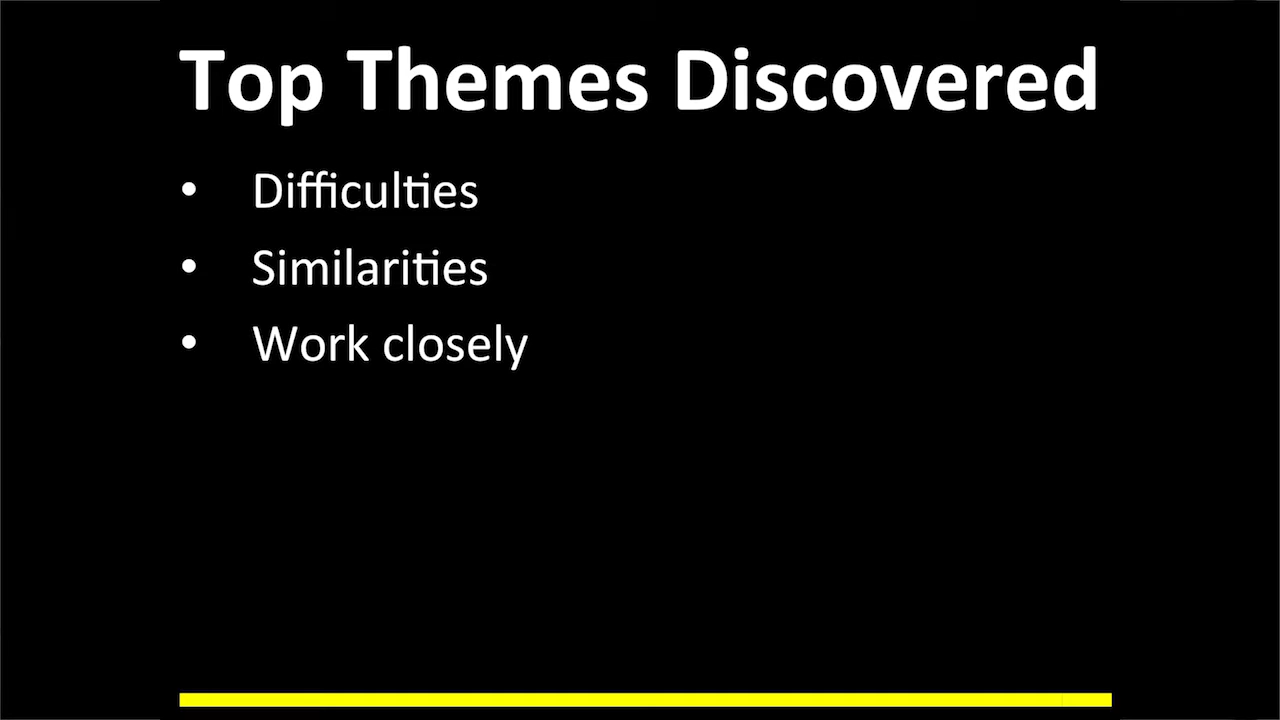 Top Themes Discovered
• Difficulties
• Similarities
• Work closely